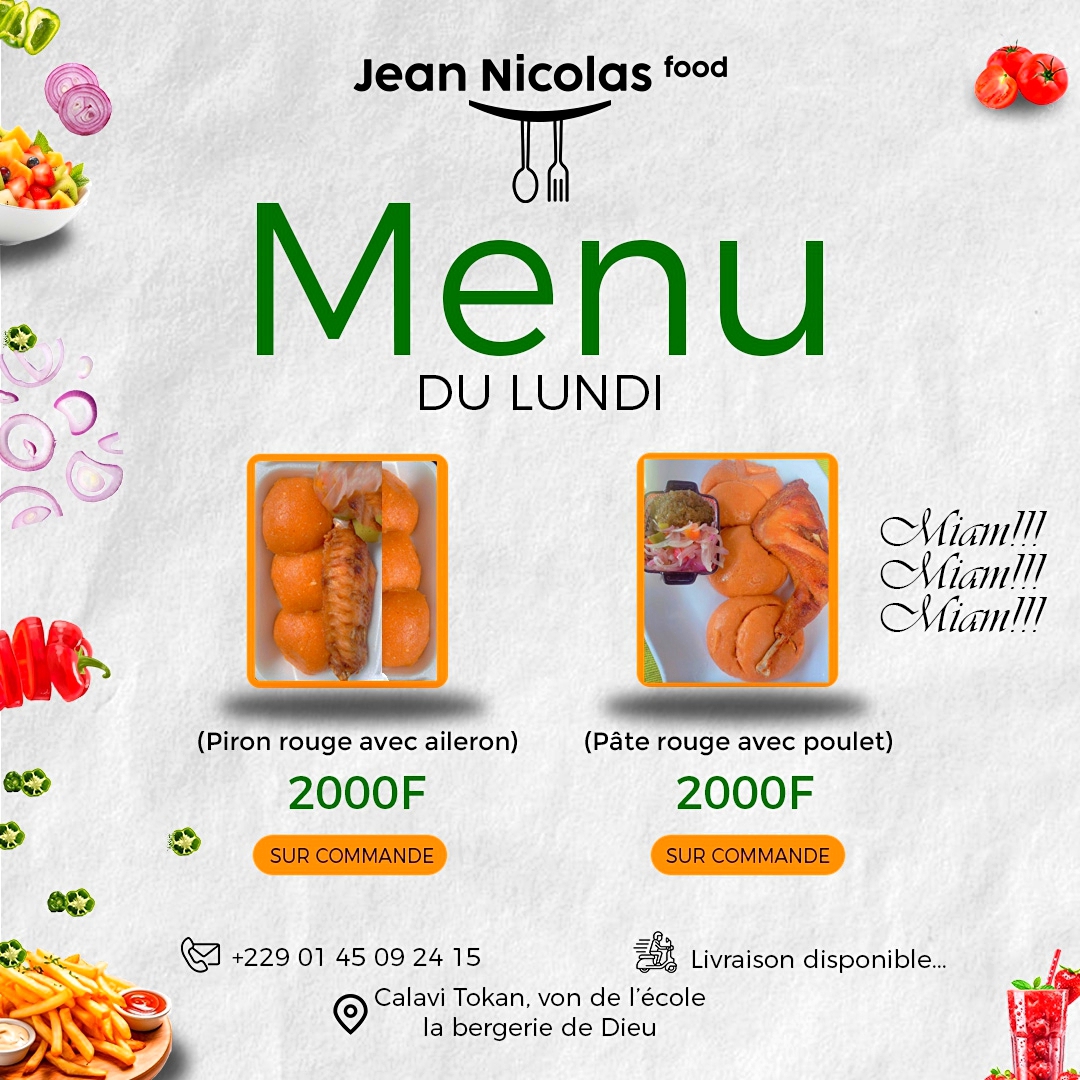 Jean Nicolas food
Menu
DU LUNDI
Miam!!!
Miam!!!
Miam!!!
(Piron rouge avec aileron)
2000F
SUR COMMANDE
(Pâte rouge avec poulet)
2000F
SUR COMMANDE
+229 01 45 09 24 15
Livraison disponible...
Calavi Tokan, von de l'école
la bergerie de Dieu